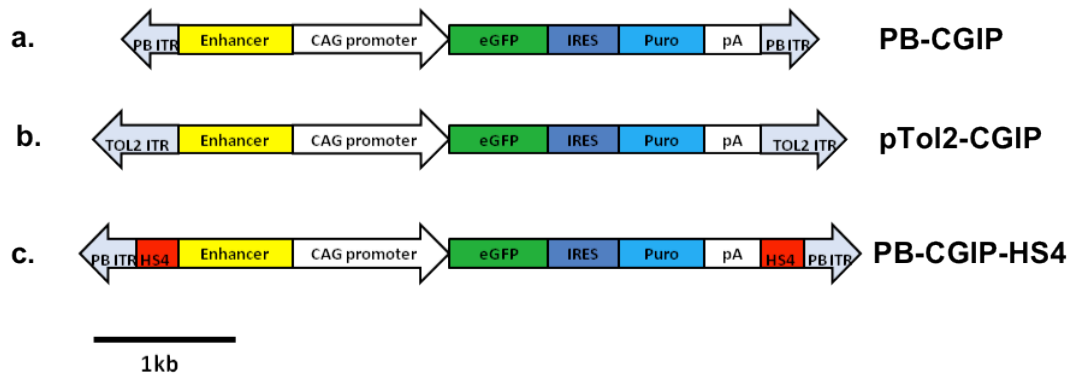 a. PB ITR Enhancer CAG promoter eGFP IRES Puro pA PB ITR PB-CGIP
b. TOL2 ITR Enhancer CAG promoter eGFP IRES Puro pA TOL2 ITR pTol2-CGIP
c. PB ITR HS4 Enhancer CAG promoter eGFP IRES Puro pA HS4 PB ITR PB-CGIP-HS4
1kb